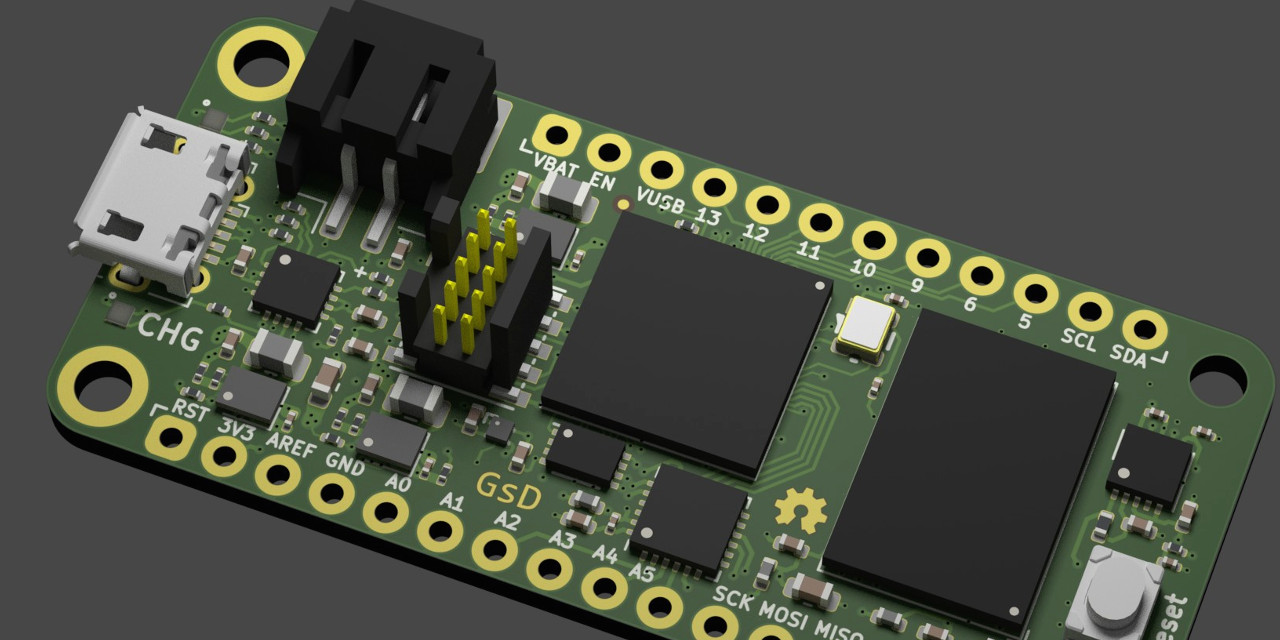 VBAT EN VUSB 13 12 11 10 9 6 5 SCL SDA
+
CHG
RST 3V3 AREF GND A0 A1 A2 A3 A4 A5 SCK MOSI MISO
GsD